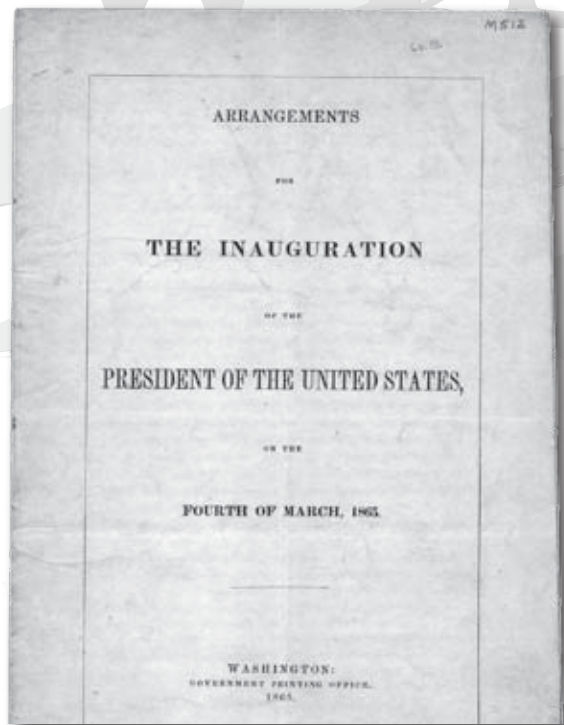 M512
ARRANGEMENTS
FOR
THE INAUGURATION
OF THE
PRESIDENT OF THE UNITED STATES,
ON THE
FOURTH OF MARCH, 1865.
WASHINGTON:
GOVERNMENT PRINTING OFFICE.
1865.